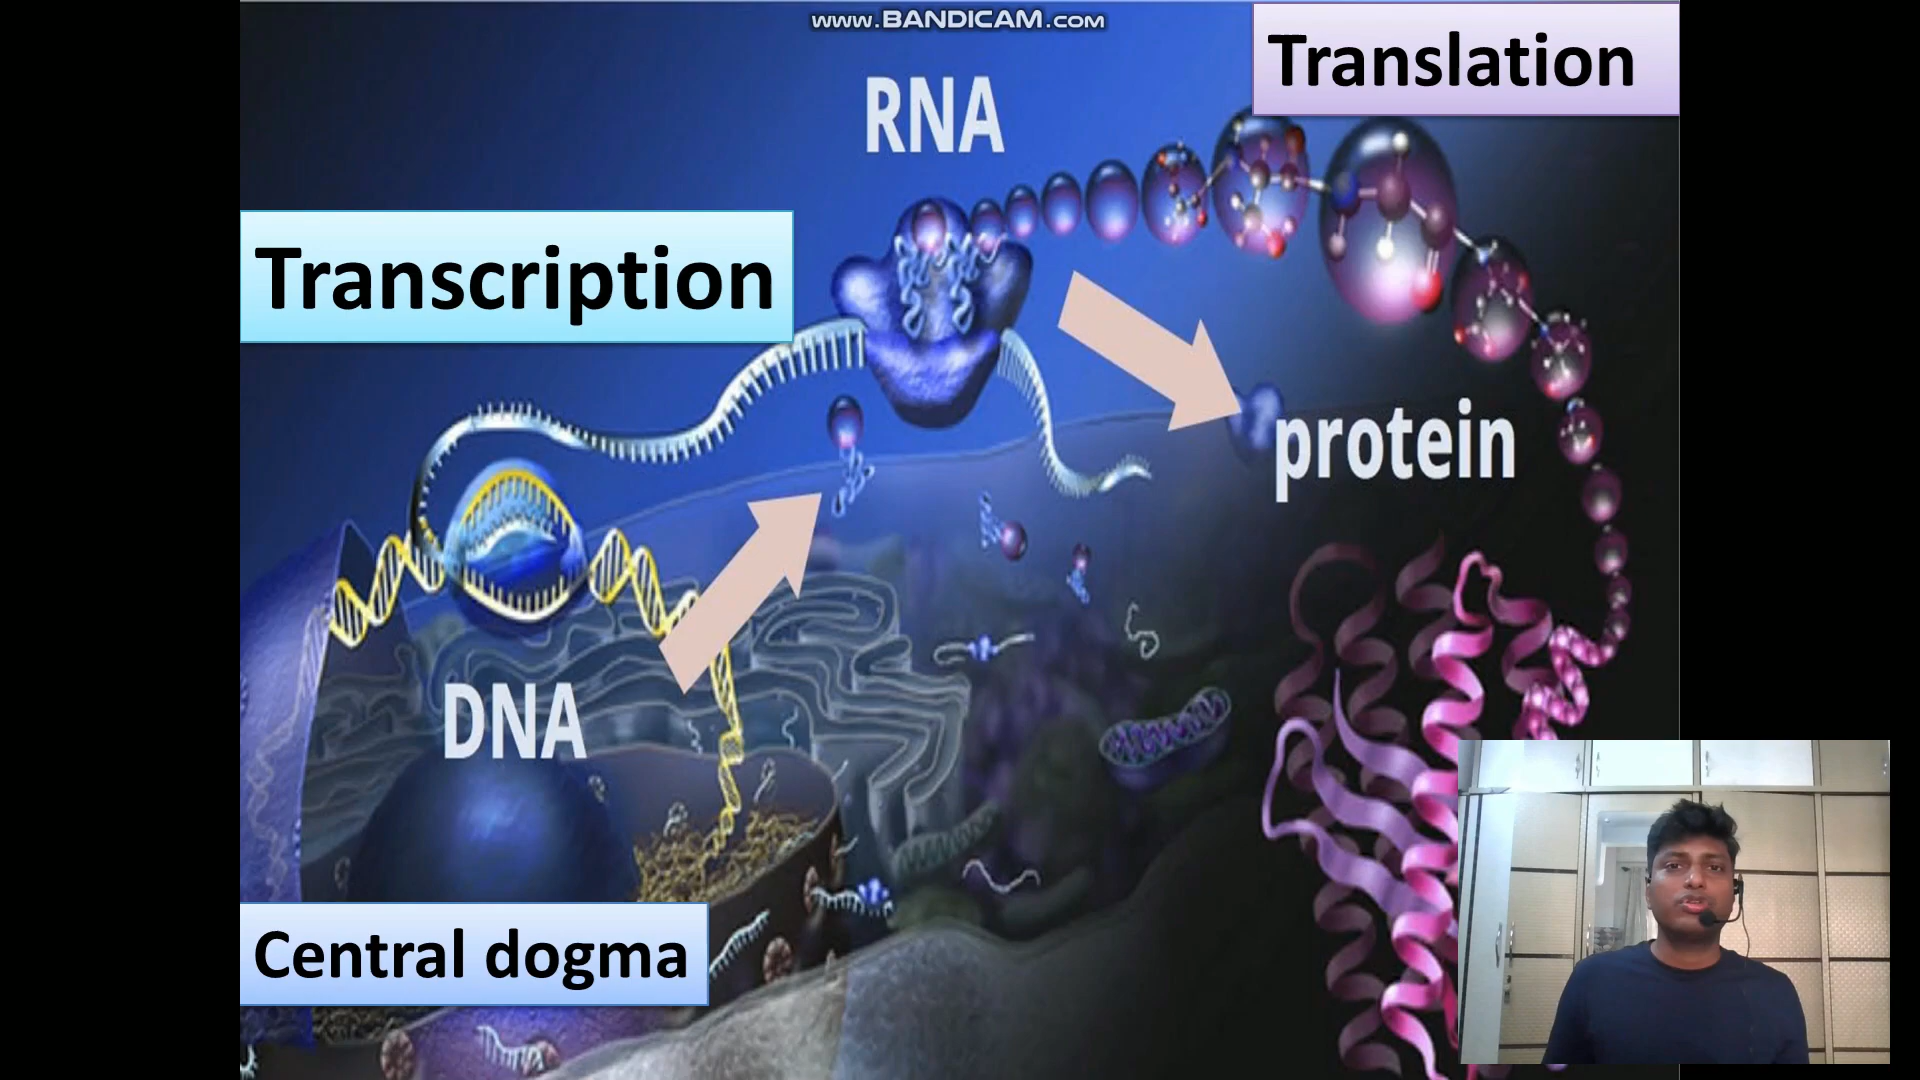 www.BANDICAM.com
Translation
RNA
Transcription
protein
DNA
Central dogma